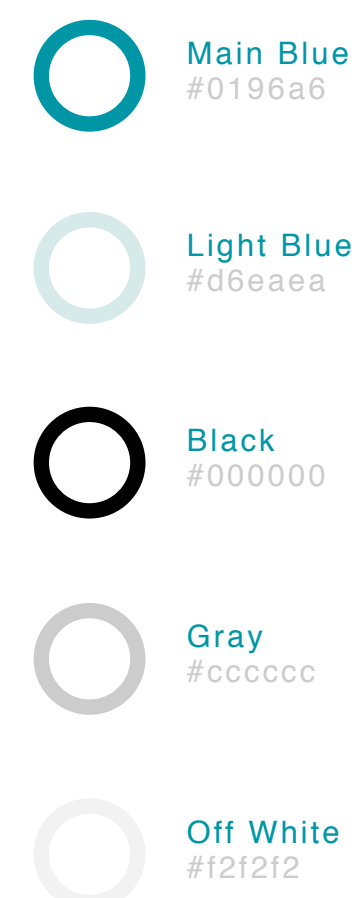 Main Blue
#0196a6
Light Blue
#d6eaea
Black
#000000
Gray
#cccccc
Off White
#f2f2f2